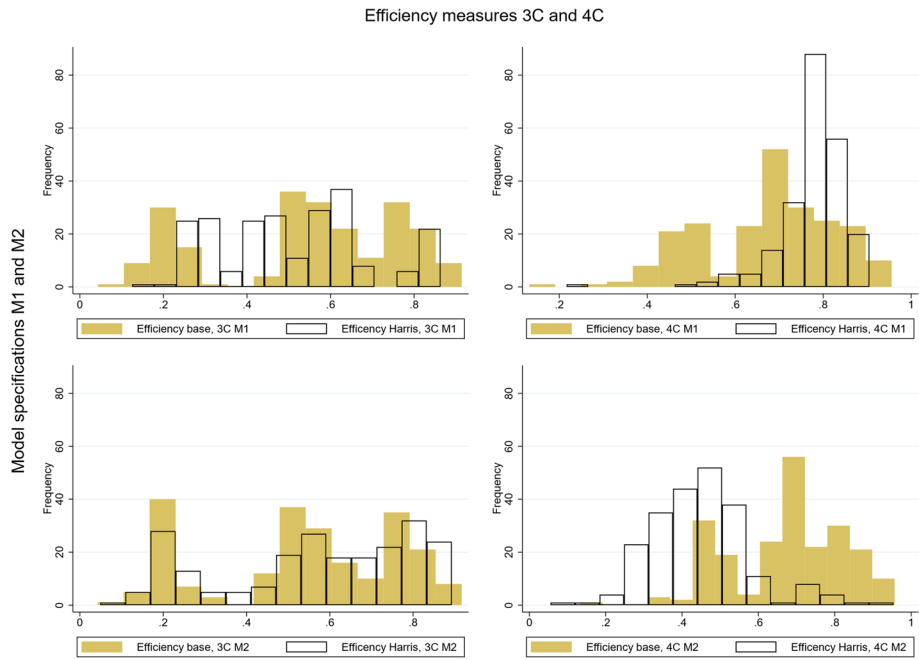 Efficiency measures 3C and 4C
Model specifications M1 and M2
Frequency
80
60
40
20
0
0 .2 .4 .6 .8
Efficiency base, 3C M1 Efficency Harris, 3C M1
Frequency
80
60
40
20
0
.2 .4 .6 .8 1
Efficiency base, 4C M1 Efficency Harris, 4C M1
Frequency
80
60
40
20
0
0 .2 .4 .6 .8
Efficiency base, 3C M2 Efficency Harris, 3C M2
Frequency
80
60
40
20
0
0 .2 .4 .6 .8 1
Efficiency base, 4C M2 Efficency Harris, 4C M2